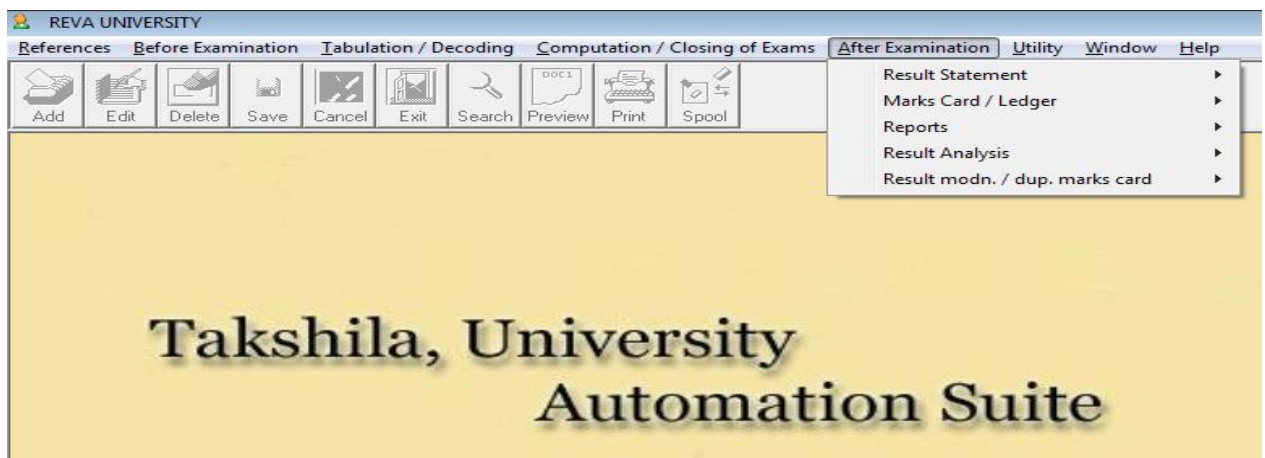 REVA UNIVERSITY
References Before Examination Tabulation / Decoding Computation / Closing of Exams After Examination Utility Window Help
Add Edit Delete Save Cancel Exit Search Preview Print Spool
DOC1
Result Statement
Marks Card / Ledger
Reports
Result Analysis
Result modn. / dup. marks card
Takshila, University
Automation Suite